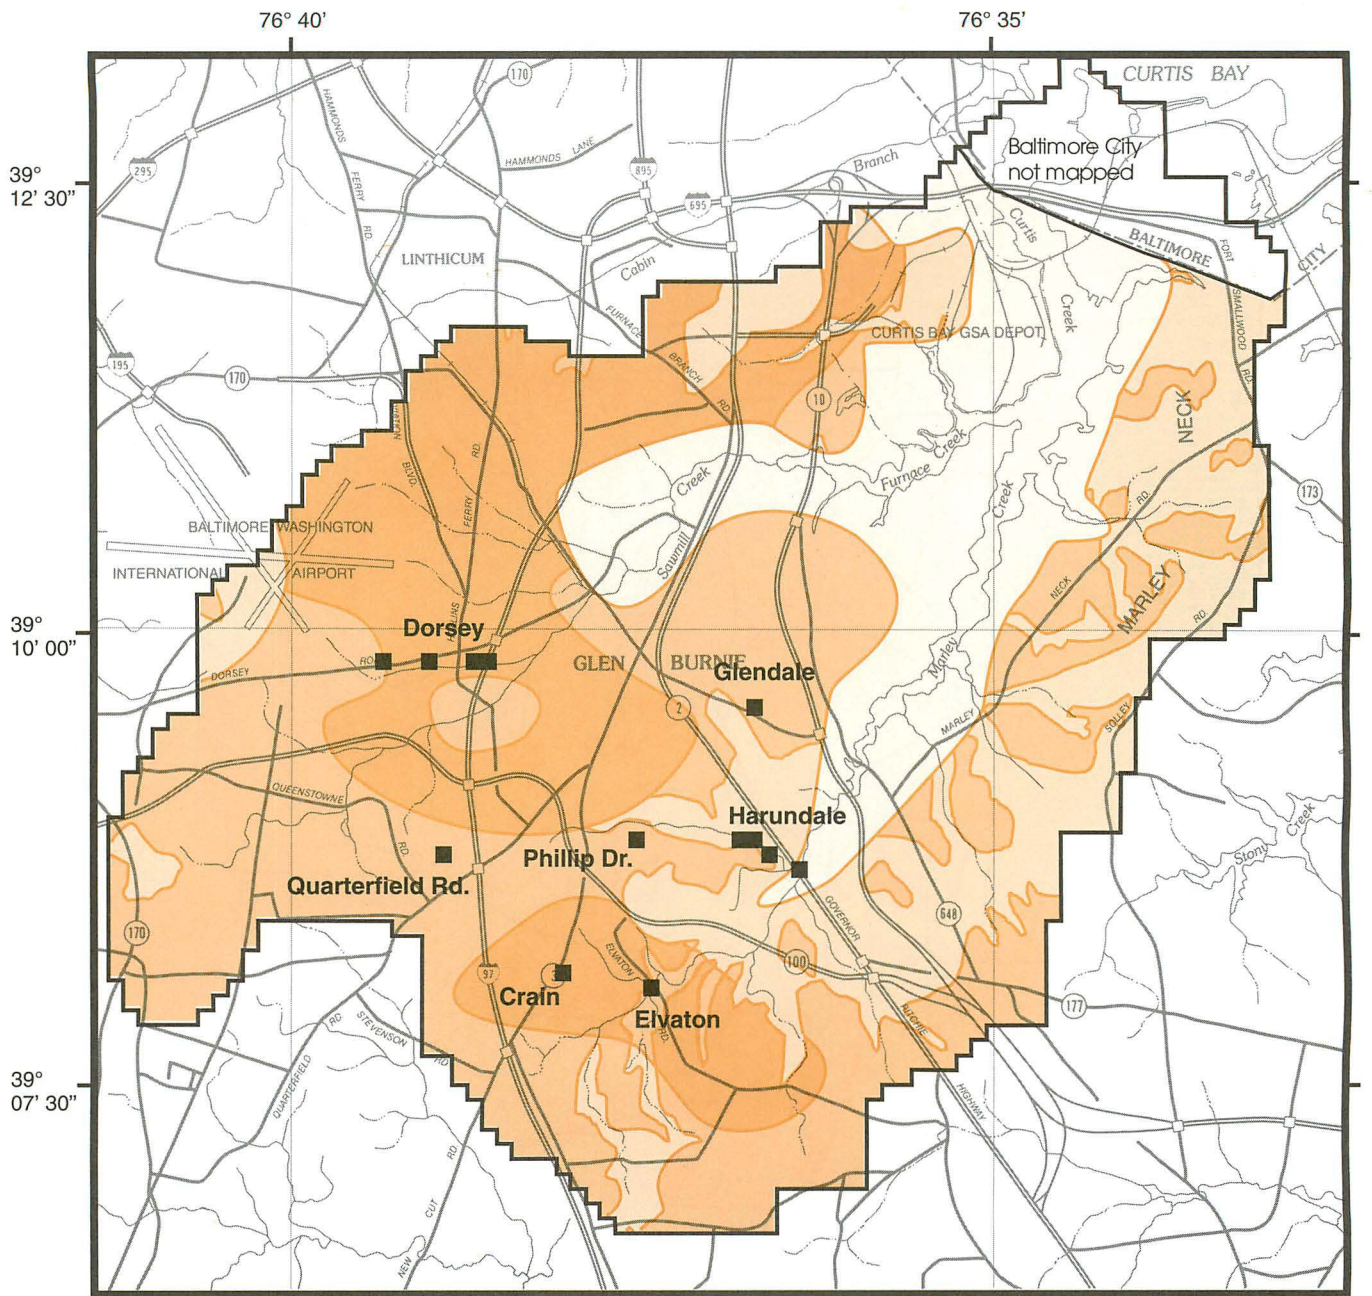 76° 40’
76° 35’
39°
12’ 30”
39°
10’ 00”
39°
07’ 30”
CURTIS BAY
Baltimore City
not mapped
170
HAMMONDS
FERRY
RD.
HAMMONDS LANE
295
895
695
Branch
LINTHICUM
Cabin
Curtis
Creek
BALTIMORE
CITY
FORT
SMALLWOOD
RD.
FURNACE
BRANCH
RD.
CURTIS BAY GSA DEPOT
195
170
10
NECK
BLVD.
RD.
FERRY
Furnace Creek
Creek
Sawmill
Creek
173
RD.
BALTIMORE WASHINGTON
INTERNATIONAL
AIRPORT
NECK
MARLEY
RD.
Dorsey
DORSEY
RO
GLEN BURNIE
Glendale
Marley
MARLEY
SOLLEY
2
QUEENSTOWNE
RD.
Harundale
Phillip Dr.
Quarterfield Rd.
Stony Creek
GOVERNOR
RITCHIE
HIGHWAY
648
170
97
100
177
ELVATON
RD.
Crain
Elvaton
RD
STEVENSON
RD
QUARTERFIELD
NEW
CUT
RD.